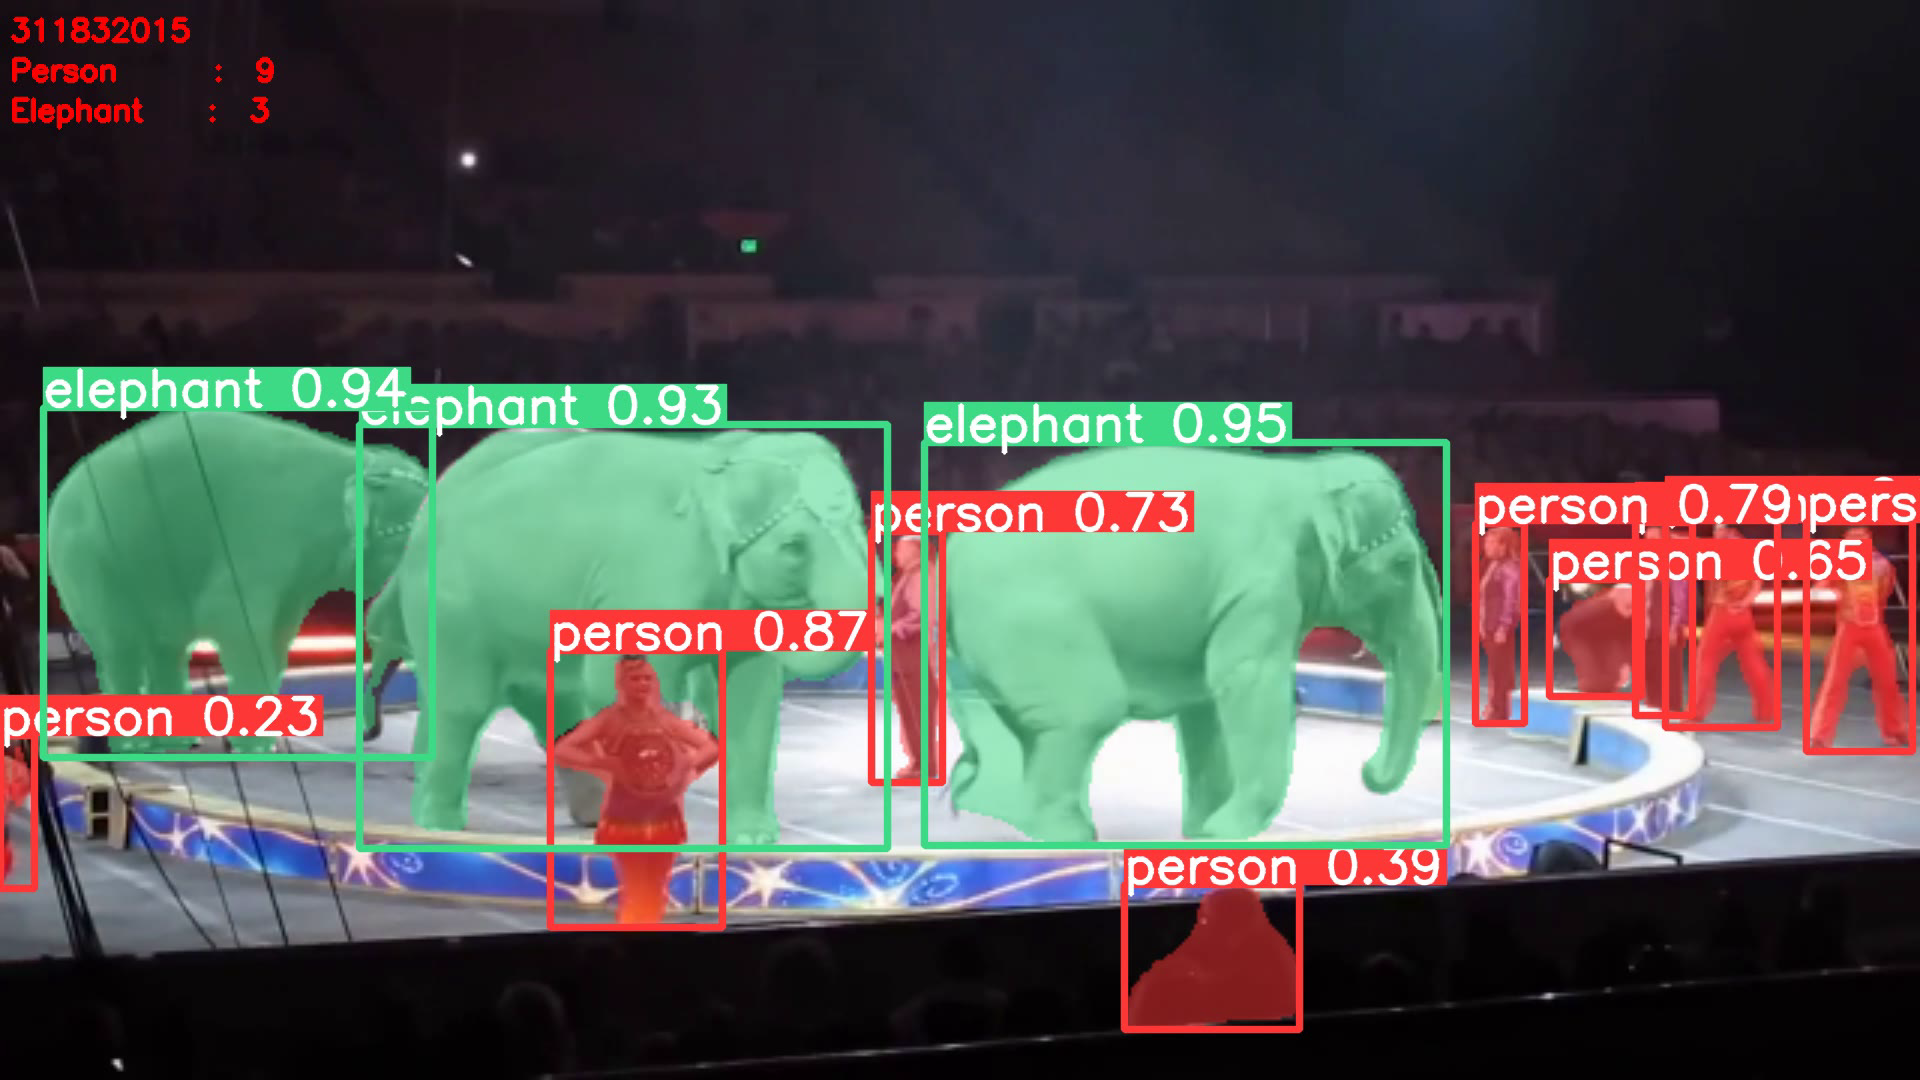 311832015
Person : 9
Elephant : 3
elephant 0.94
elephant 0.93
elephant 0.95
person 0.73
person 0.79
pers
person 0.65
person 0.87
person 0.23
person 0.39